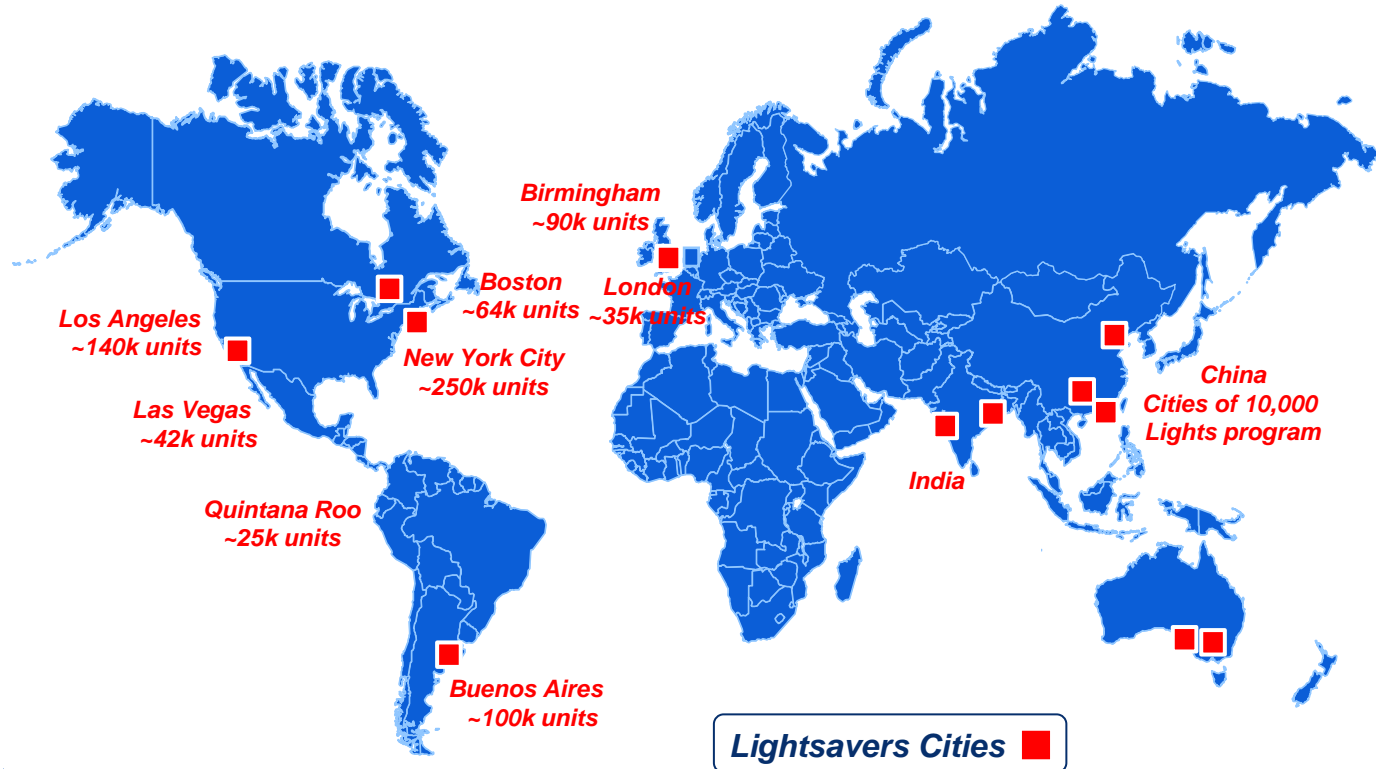 Birmingham
~90k units
Boston
~64k units
London
~35k units
Los Angeles
~140k units
New York City
~250k units
Las Vegas
~42k units
China
Cities of 10,000
Lights program
India
Quintana Roo
~25k units
Buenos Aires
~100k units
Lightsavers Cities